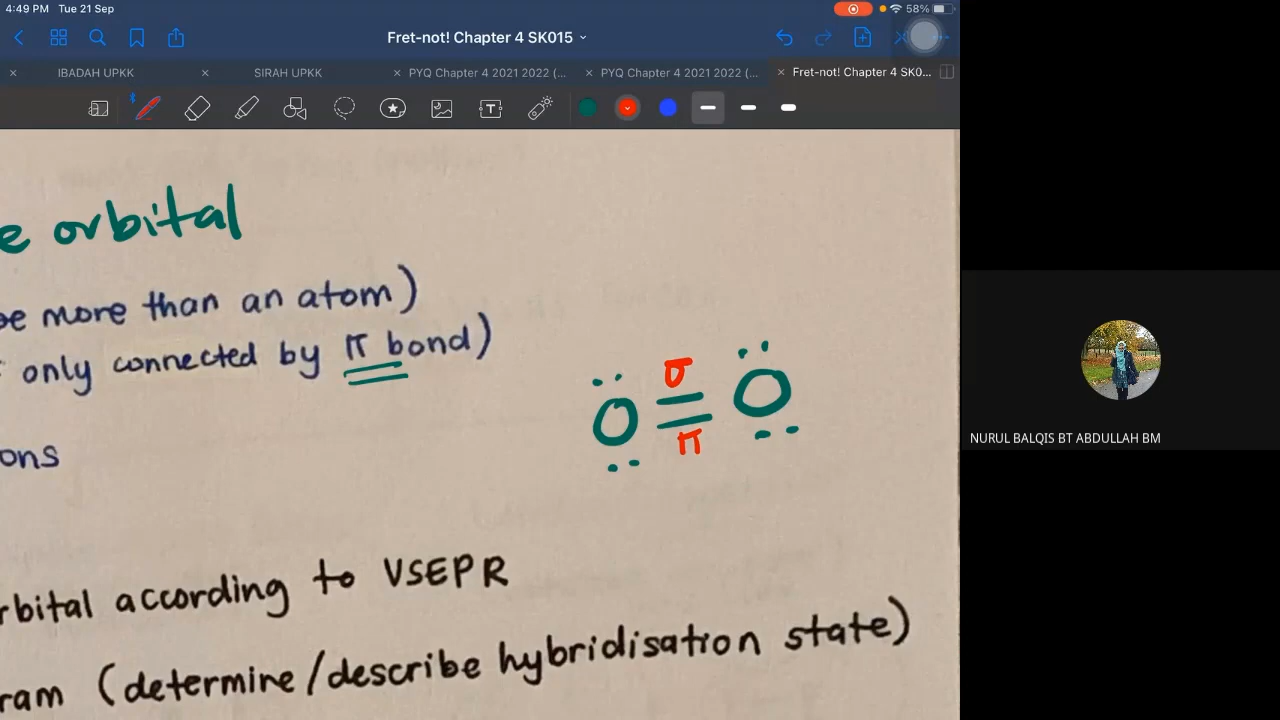 4:49 PM Tue 21 Sep
58%
Fret-not! Chapter 4 SK015
IBADAH UPKK
SIRAH UPKK
PYQ Chapter 4 2021 2022 (...
PYQ Chapter 4 2021 2022 (...
Fret-not! Chapter 4 SK0...
T
e orbital
be more than an atom)
only connected by π bond)
ons
σ
O = O
π
rbital according to VSEPR
ram (determine/describe hybridisation state)
NURUL BALQIS BT ABDULLAH BM